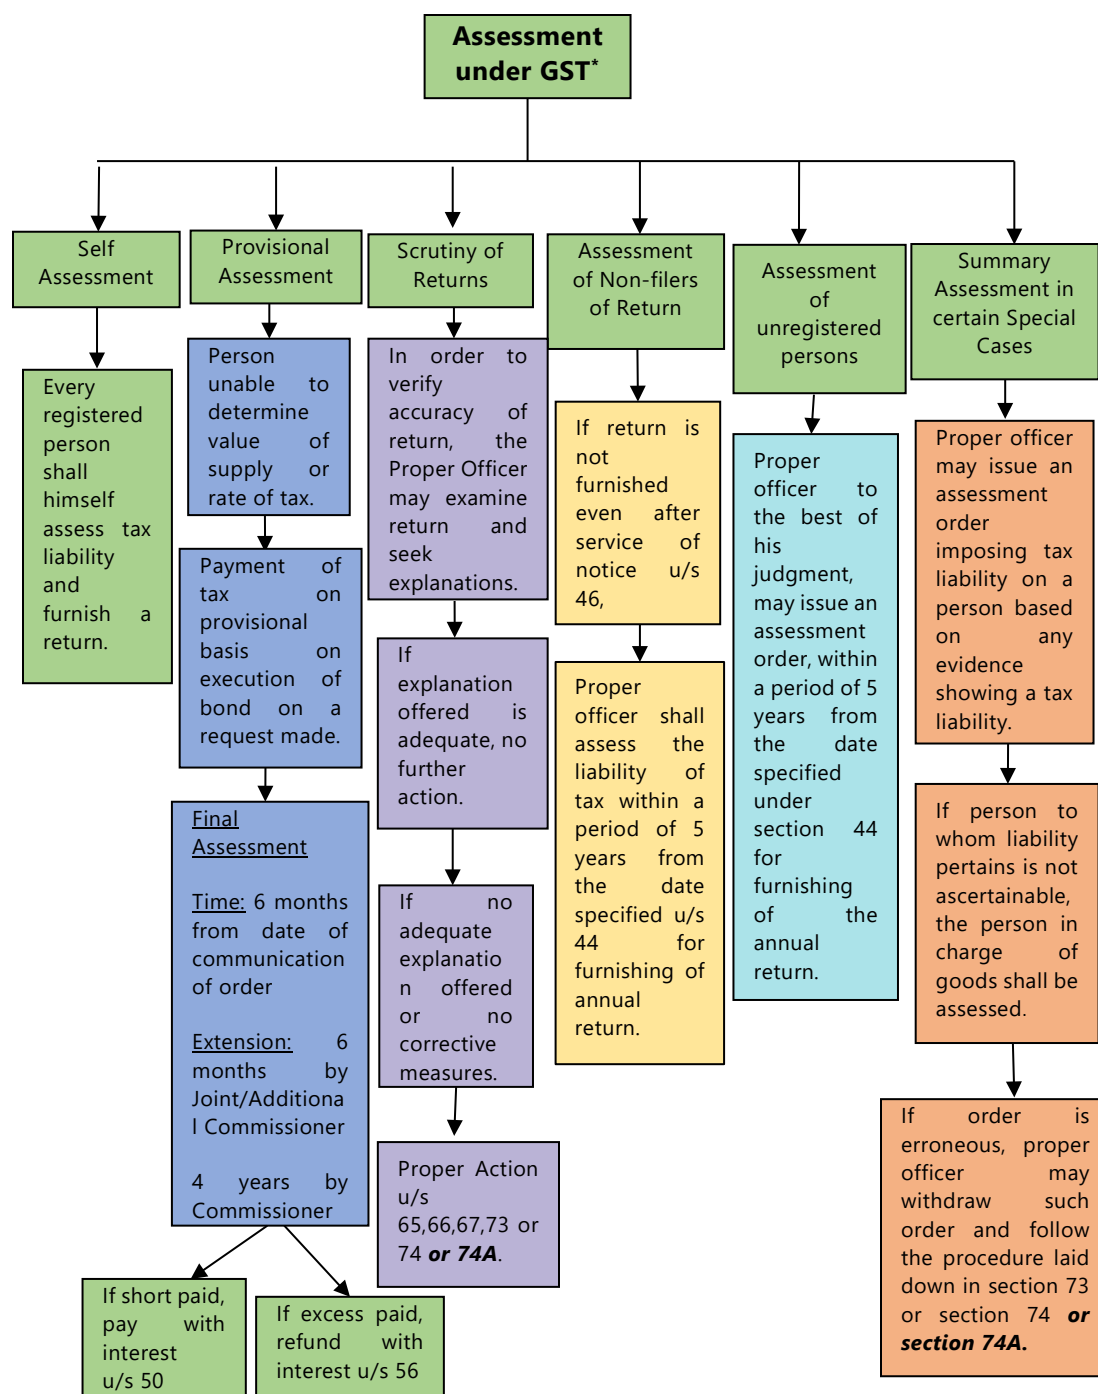 Assessment
under GST*
Self
Assessment
Every
registered
person
shall
himself
assess tax
liability
and
furnish a
return.
Provisional
Assessment
Person
unable to
determine
value of
supply or
rate of tax.
Payment of
tax on
provisional
basis on
execution of
bond on a
request made.
Final
Assessment
Time: 6 months
from date of
communication
of order
Extension: 6
months by
Joint/Additiona
l Commissioner
4 years by
Commissioner
If short paid,
pay with
interest
u/s 50
If excess paid,
refund with
interest u/s 56
Scrutiny of
Returns
In order to
verify
accuracy of
return, the
Proper Officer
may examine
return and
seek
explanations.
If
explanation
offered is
adequate, no
further
action.
If no
adequate
explanatio
n offered
or no
corrective
measures.
Proper Action
u/s
65,66,67,73 or
74 or 74A.
Assessment
of Non-filers
of Return
If return is
not
furnished
even after
service of
notice u/s
46,
Proper
officer shall
assess the
liability of
tax within a
period of 5
years from
the date
specified u/s
44 for
furnishing of
annual
return.
Assessment
of
unregistered
persons
Proper
officer to
the best of
his
judgment,
may issue an
assessment
order, within
a period of 5
years from
the date
specified
under
section 44
for
furnishing
of the
annual
return.
Summary
Assessment in
certain Special
Cases
Proper officer
may issue an
assessment
order
imposing tax
liability on a
person based
on any
evidence
showing a tax
liability.
If person to
whom liability
pertains is not
ascertainable,
the person in
charge of
goods shall be
assessed.
If order is
erroneous, proper
officer may
withdraw such
order and follow
the procedure laid
down in section 73
or section 74 or
section 74A.